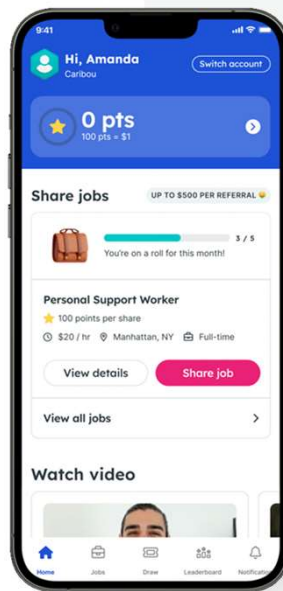 9:41
Hi, Amanda
Caribou
Switch account
0 pts
100 pts = $1
Share jobs
UP TO $500 PER REFERRAL
3 / 5
You're on a roll for this month!
Personal Support Worker
100 points per share
$20 / hr Manhattan, NY Full-time
View details
Share job
View all jobs
Watch video
Home
Jobs
Draw
Leaderboard
Notification